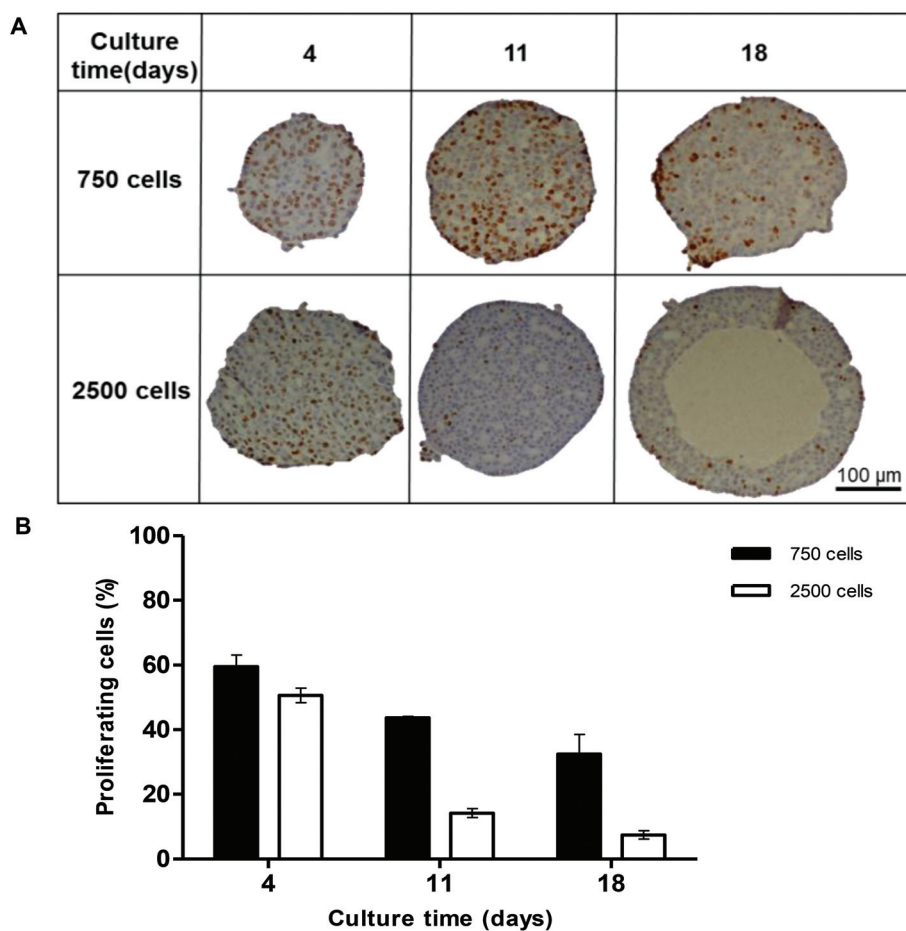 A
Culture
time(days)
4
11
18
750 cells
2500 cells
100 µm
B
Proliferating cells (%)
100
80
60
40
20
0
4
11
18
Culture time (days)
750 cells
2500 cells